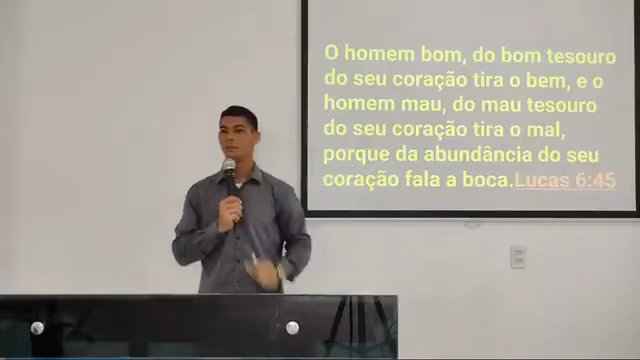 O homem bom, do bom tesouro
do seu coração tira o bem, e o
homem mau, do mau tesouro
do seu coração tira o mal,
porque da abundância do seu
coração fala a boca.Lucas 6:45